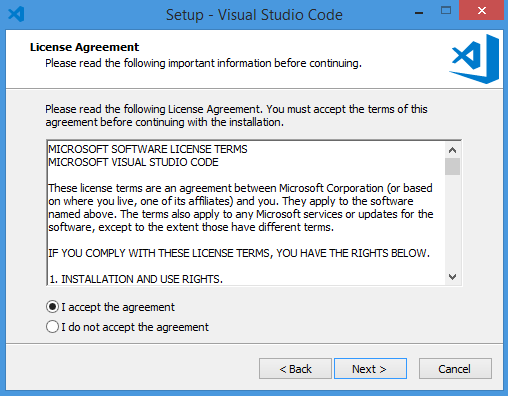 Setup - Visual Studio Code
License Agreement
Please read the following important information before continuing.
Please read the following License Agreement. You must accept the terms of this
agreement before continuing with the installation.
MICROSOFT SOFTWARE LICENSE TERMS
MICROSOFT VISUAL STUDIO CODE
These license terms are an agreement between Microsoft Corporation (or based
on where you live, one of its affiliates) and you. They apply to the software
named above. The terms also apply to any Microsoft services or updates for the
software, except to the extent those have different terms.
IF YOU COMPLY WITH THESE LICENSE TERMS, YOU HAVE THE RIGHTS BELOW.
1. INSTALLATION AND USE RIGHTS.
I accept the agreement
I do not accept the agreement
< Back
Next >
Cancel